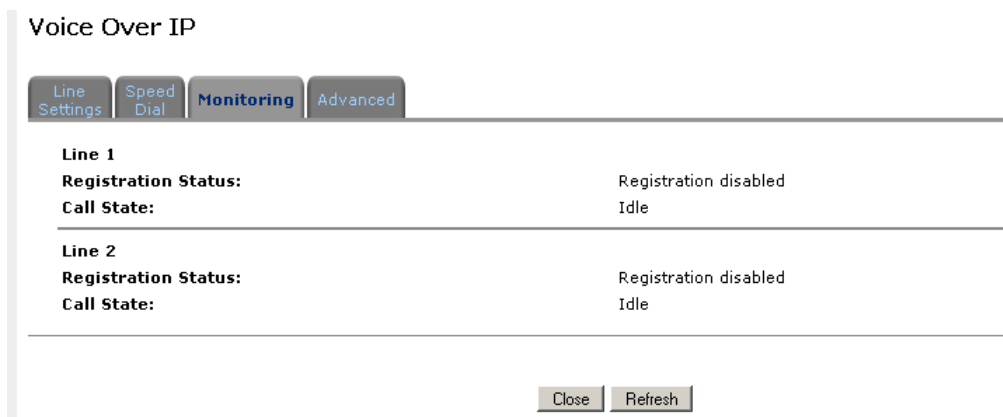 Voice Over IP
Line Settings
Speed Dial
Monitoring
Advanced
Line 1
Registration Status: Registration disabled
Call State: Idle
Line 2
Registration Status: Registration disabled
Call State: Idle
Close Refresh